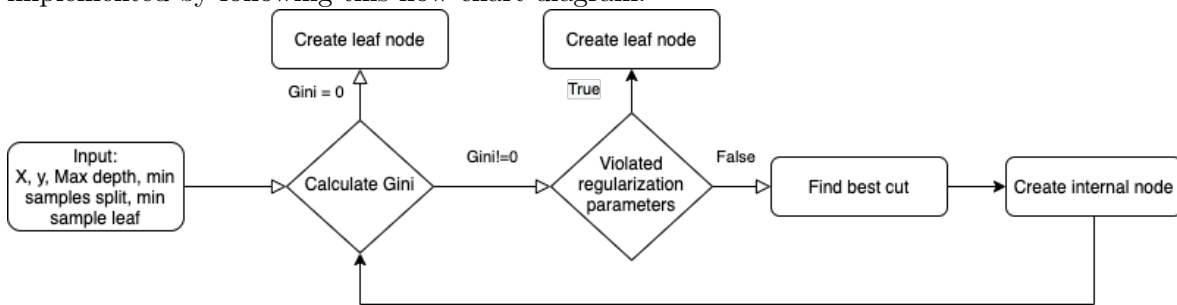 implemented by following this flow chart diagram:
Create leaf node
Create leaf node
Gini = 0
True
Input:
X, y, Max depth, min
samples split, min
sample leaf
Calculate Gini
Gini!=0
Violated
regularization
parameters
False
Find best cut
Create internal node